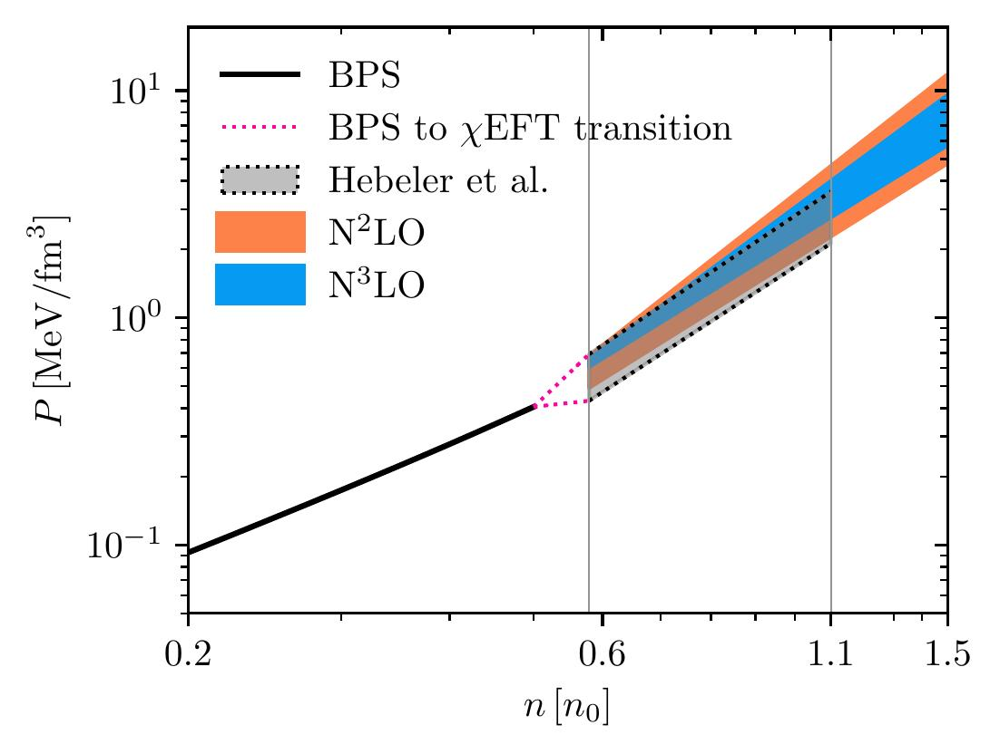 BPS
BPS to χEFT transition
Hebeler et al.
N²LO
N³LO
10¹
10⁰
10⁻¹
P [MeV/fm³]
0.2 0.6 1.1 1.5
n [n₀]